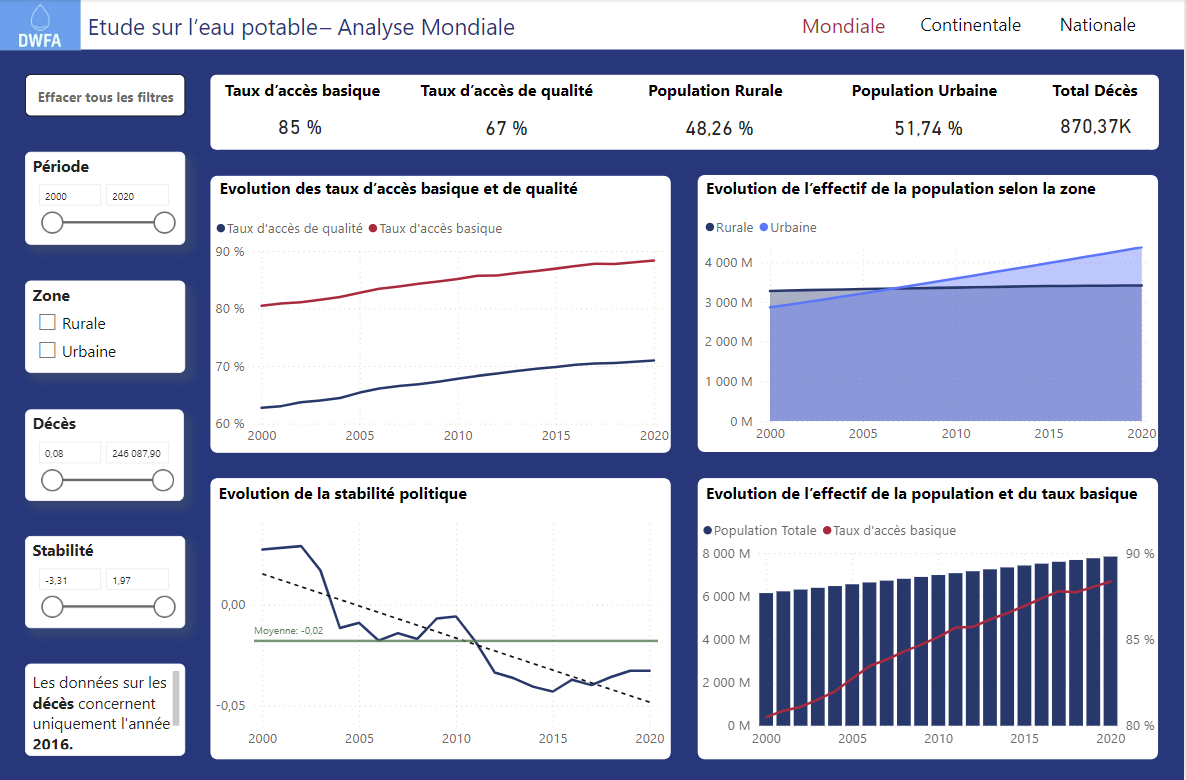 DWFA
Etude sur l'eau potable– Analyse Mondiale
Mondiale
Continentale
Nationale
Effacer tous les filtres
Période
2000
2020
Zone
Rurale
Urbaine
Décès
0,08
246 087,90
Stabilité
-3,31
1,97
Les données sur les
décès concernent
uniquement l'année
2016.
Taux d'accès basique
85 %
Taux d'accès de qualité
67 %
Population Rurale
48,26 %
Population Urbaine
51,74 %
Total Décès
870,37K
Evolution des taux d'accès basique et de qualité
Taux d'accès de qualité Taux d'accès basique
90 %
80 %
70 %
60 %
2000 2005 2010 2015 2020
Evolution de l'effectif de la population selon la zone
Rurale Urbaine
4 000 M
3 000 M
2 000 M
1 000 M
0 M
2000 2005 2010 2015 2020
Evolution de la stabilité politique
0,00
Moyenne: -0,02
-0,05
2000 2005 2010 2015 2020
Evolution de l'effectif de la population et du taux basique
Population Totale Taux d'accès basique
8 000 M 90 %
6 000 M
4 000 M 85 %
2 000 M
0 M 80 %
2000 2005 2010 2015 2020